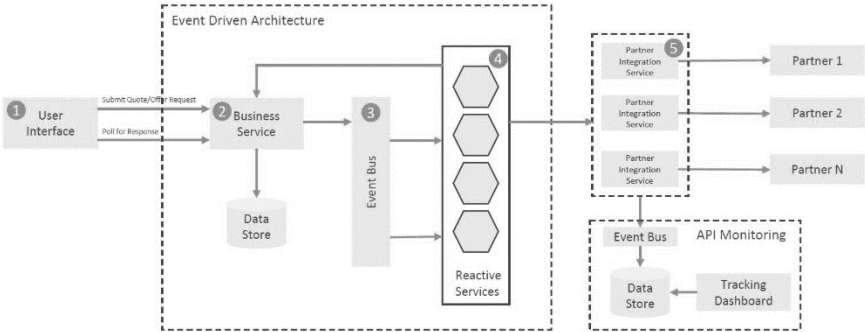 Event Driven Architecture
1
User
Interface
Submit Quote/Offer Request
Poll for Response
2
Business
Service
Data
Store
3
Event Bus
4
Reactive
Services
5
Partner
Integration
Service
Partner
Integration
Service
Partner
Integration
Service
Partner 1
Partner 2
Partner N
Event Bus
API Monitoring
Data
Store
Tracking
Dashboard